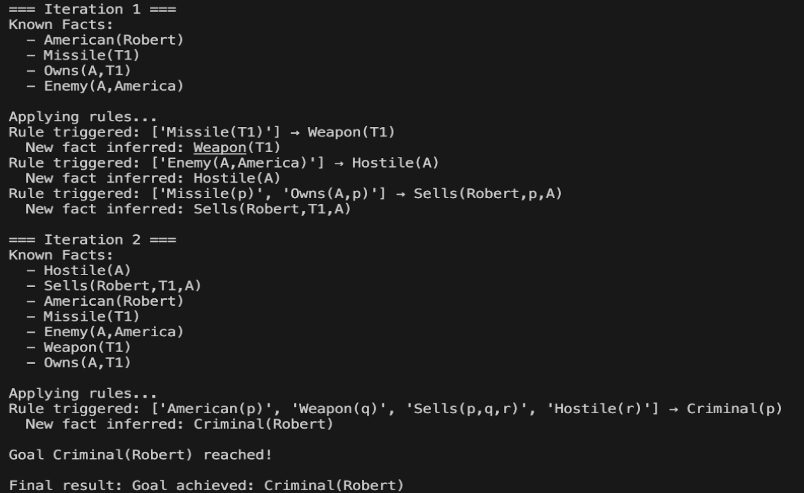 === Iteration 1 ===
Known Facts:
  – American(Robert)
  – Missile(T1)
  – Owns(A,T1)
  – Enemy(A,America)

Applying rules...
Rule triggered: ['Missile(T1)'] → Weapon(T1)
  New fact inferred: Weapon(T1)
Rule triggered: ['Enemy(A,America)'] → Hostile(A)
  New fact inferred: Hostile(A)
Rule triggered: ['Missile(p)', 'Owns(A,p)'] → Sells(Robert,p,A)
  New fact inferred: Sells(Robert,T1,A)

=== Iteration 2 ===
Known Facts:
  – Hostile(A)
  – Sells(Robert,T1,A)
  – American(Robert)
  – Missile(T1)
  – Enemy(A,America)
  – Weapon(T1)
  – Owns(A,T1)

Applying rules...
Rule triggered: ['American(p)', 'Weapon(q)', 'Sells(p,q,r)', 'Hostile(r)'] → Criminal(p)
  New fact inferred: Criminal(Robert)

Goal Criminal(Robert) reached!

Final result: Goal achieved: Criminal(Robert)